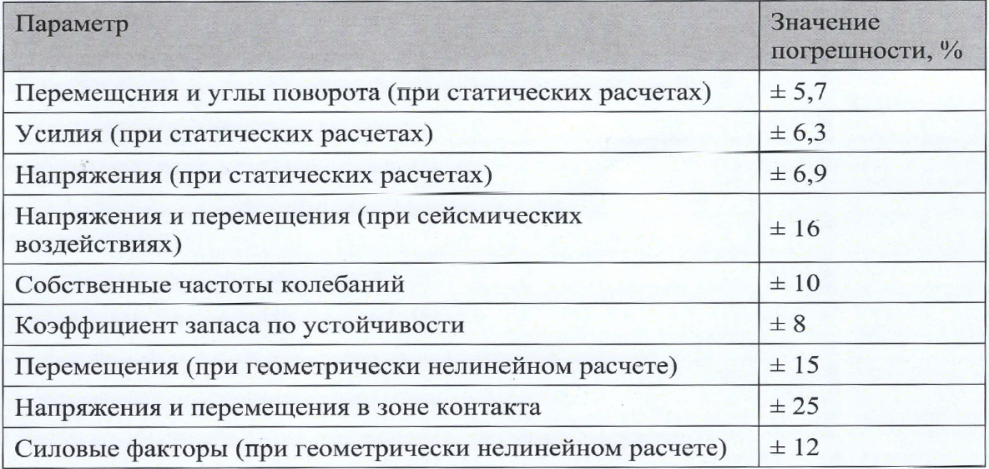 Параметр
Значение
погрешности, %
Перемещения и углы поворота (при статических расчетах)
± 5,7
Усилия (при статических расчетах)
± 6,3
Напряжения (при статических расчетах)
± 6,9
Напряжения и перемещения (при сейсмических
воздействиях)
± 16
Собственные частоты колебаний
± 10
Коэффициент запаса по устойчивости
± 8
Перемещения (при геометрически нелинейном расчете)
± 15
Напряжения и перемещения в зоне контакта
± 25
Силовые факторы (при геометрически нелинейном расчете)
± 12